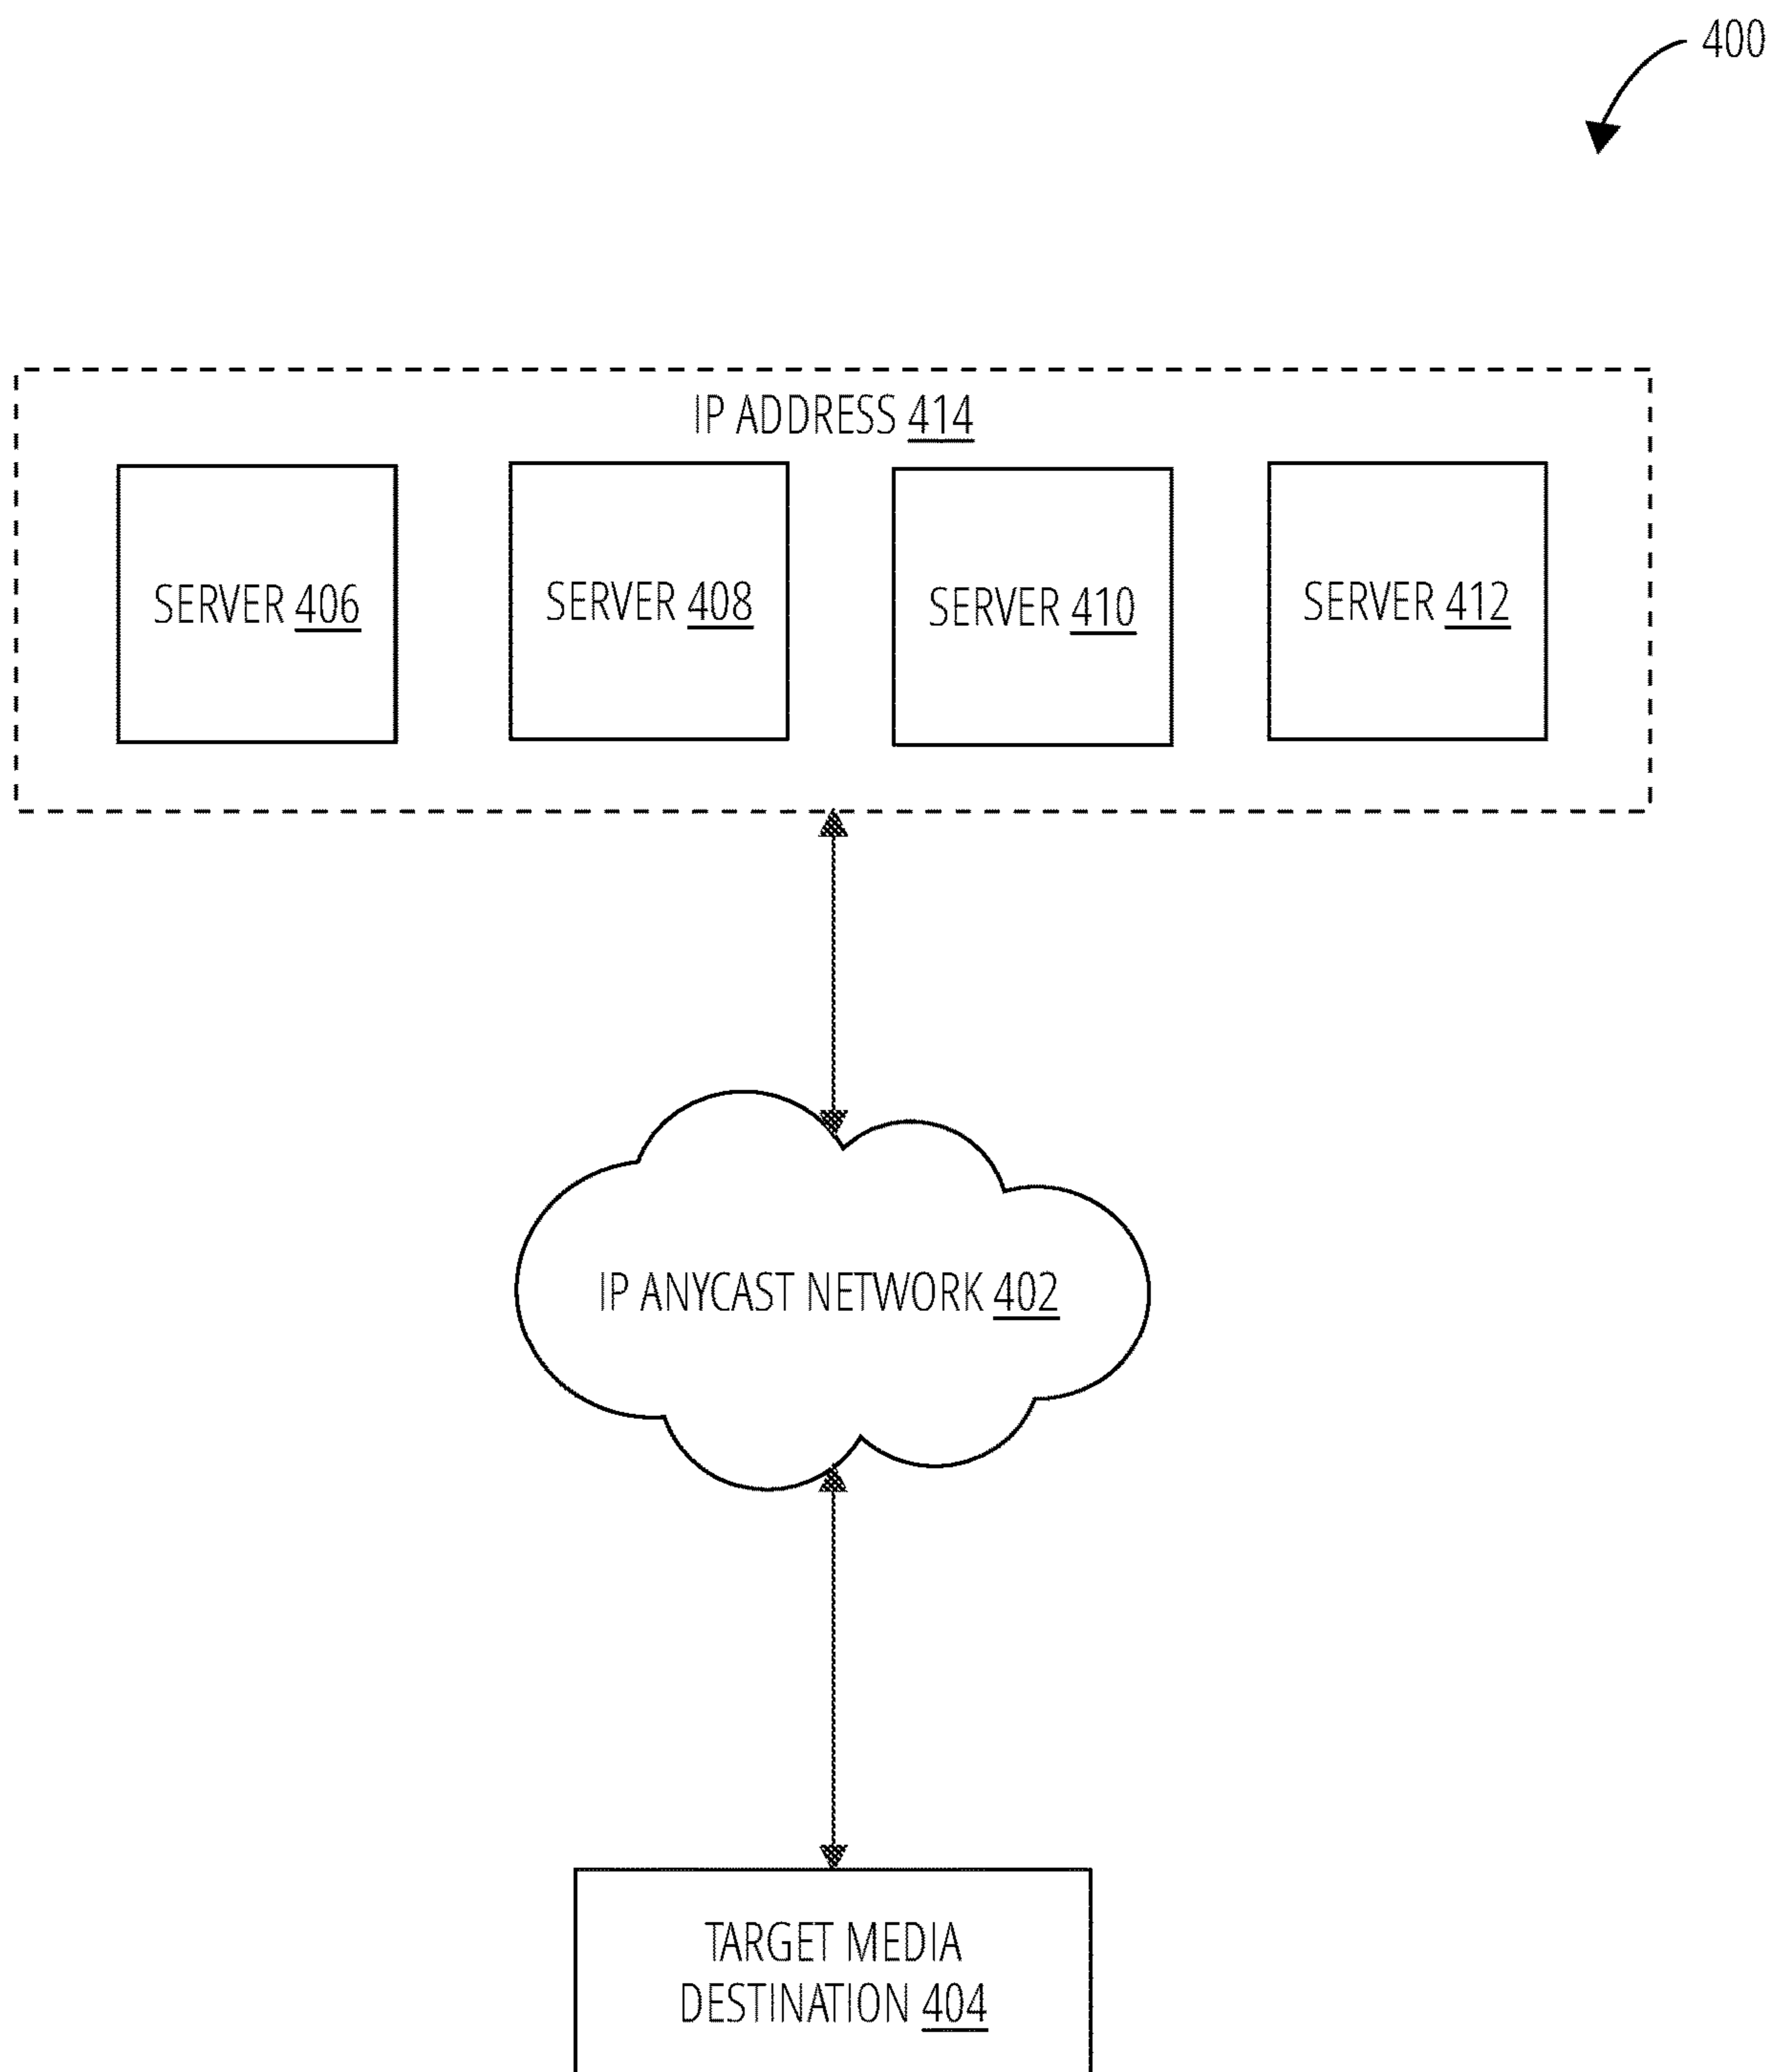 400
IP ADDRESS 414
SERVER 406
SERVER 408
SERVER 410
SERVER 412
IP ANYCAST NETWORK 402
TARGET MEDIA
DESTINATION 404